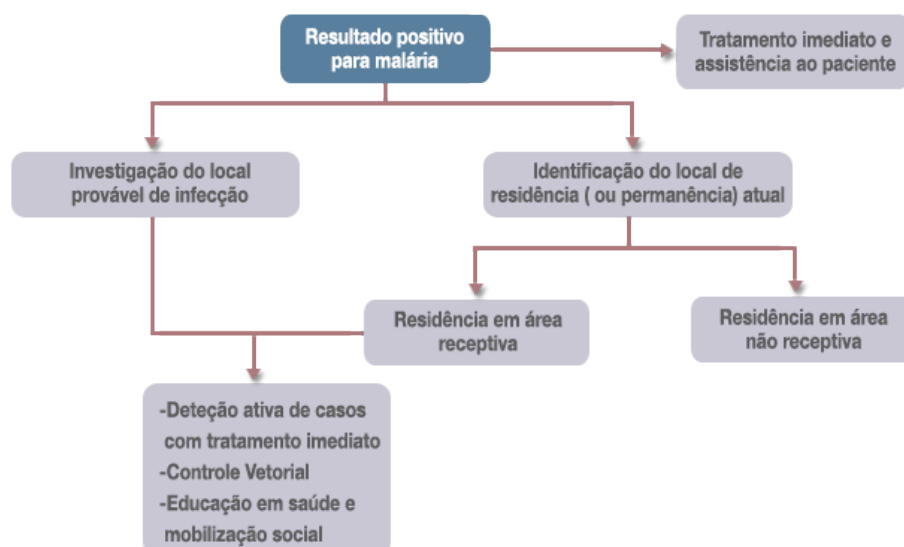 Resultado positivo
para malária
Tratamento imediato e
assistência ao paciente
Investigação do local
provável de infecção
Identificação do local de
residência ( ou permanência) atual
Residência em área
receptiva
Residência em área
não receptiva
-Deteção ativa de casos
com tratamento imediato
-Controle Vetorial
-Educação em saúde e
mobilização social